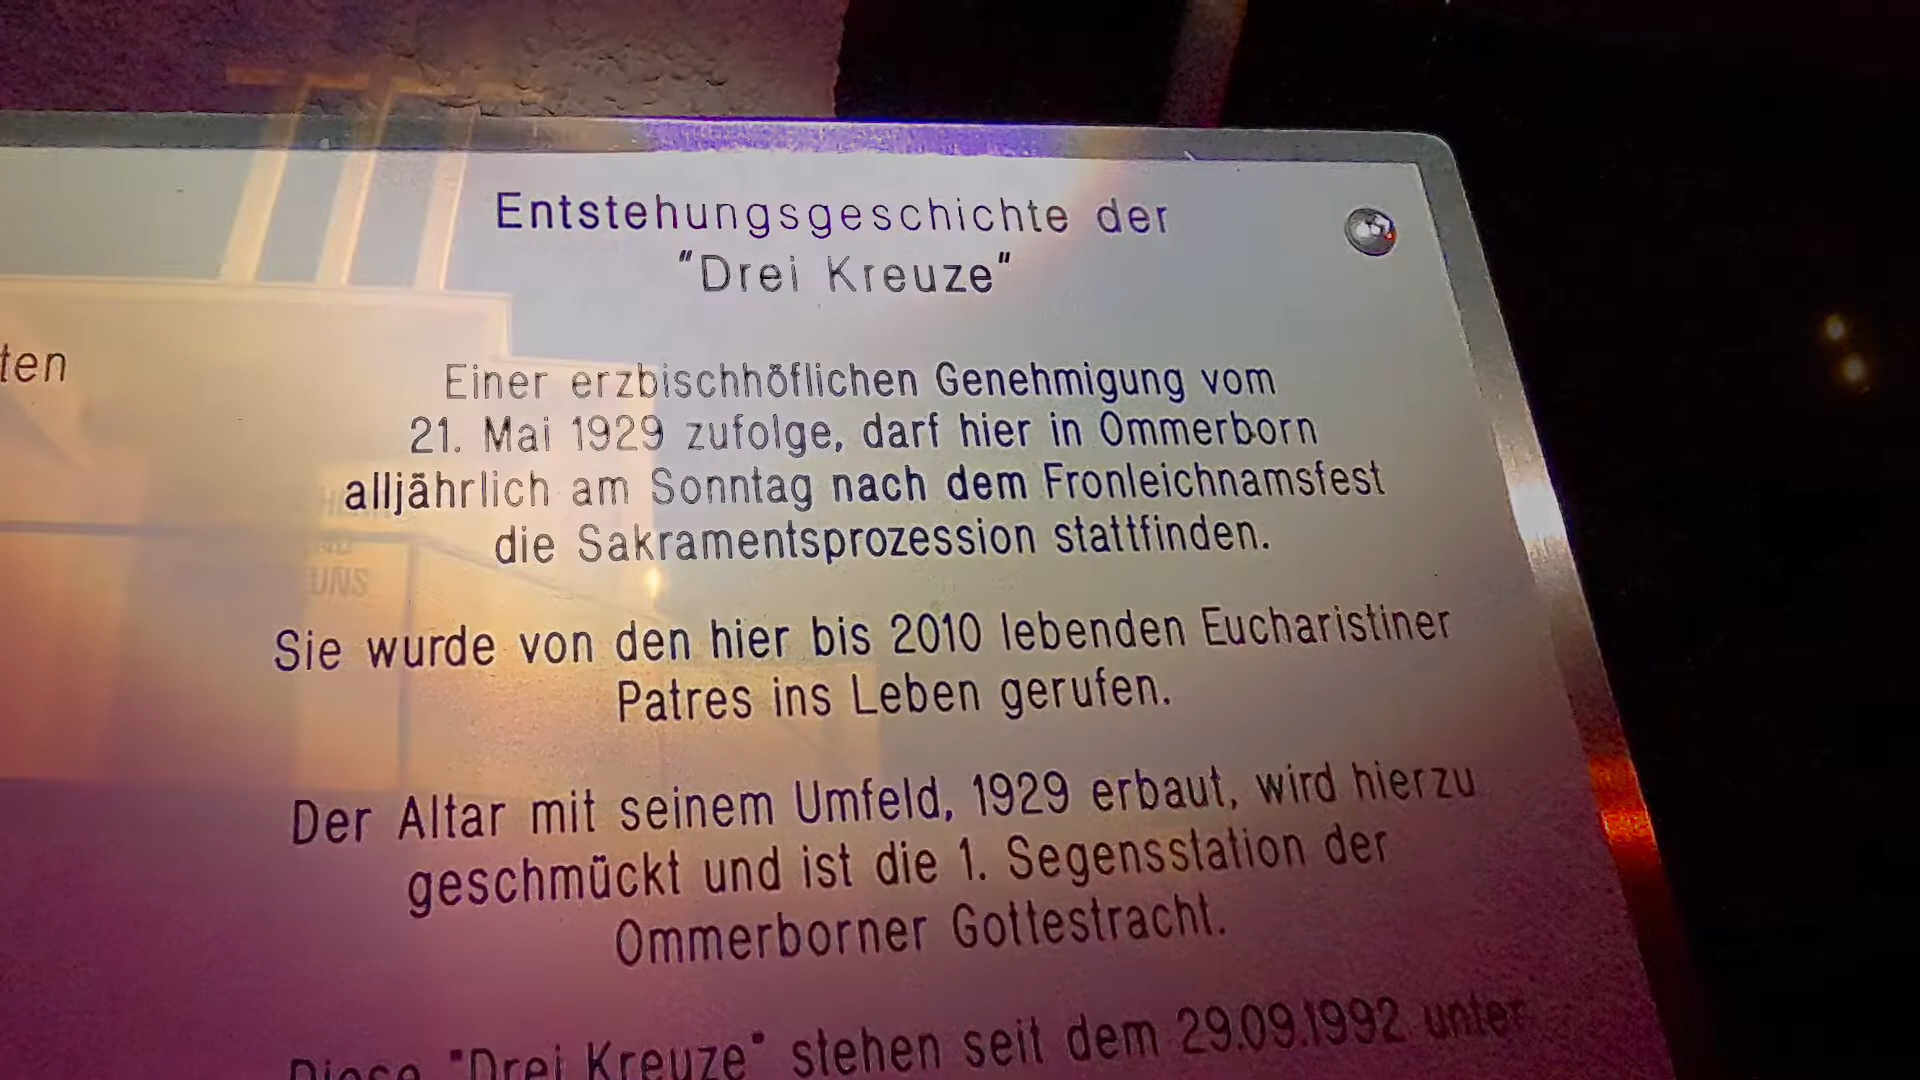 Entstehungsgeschichte der
"Drei Kreuze"
ten
Einer erzbischhöflichen Genehmigung vom
21. Mai 1929 zufolge, darf hier in Ommerborn
alljährlich am Sonntag nach dem Fronleichnamsfest
die Sakramentsprozession stattfinden.
UNS
Sie wurde von den hier bis 2010 lebenden Eucharistiner
Patres ins Leben gerufen.
Der Altar mit seinem Umfeld, 1929 erbaut, wird hierzu
geschmückt und ist die 1. Segensstation der
Ommerborner Gottestracht.
Diese "Drei Kreuze" stehen seit dem 29.09.1992 unter